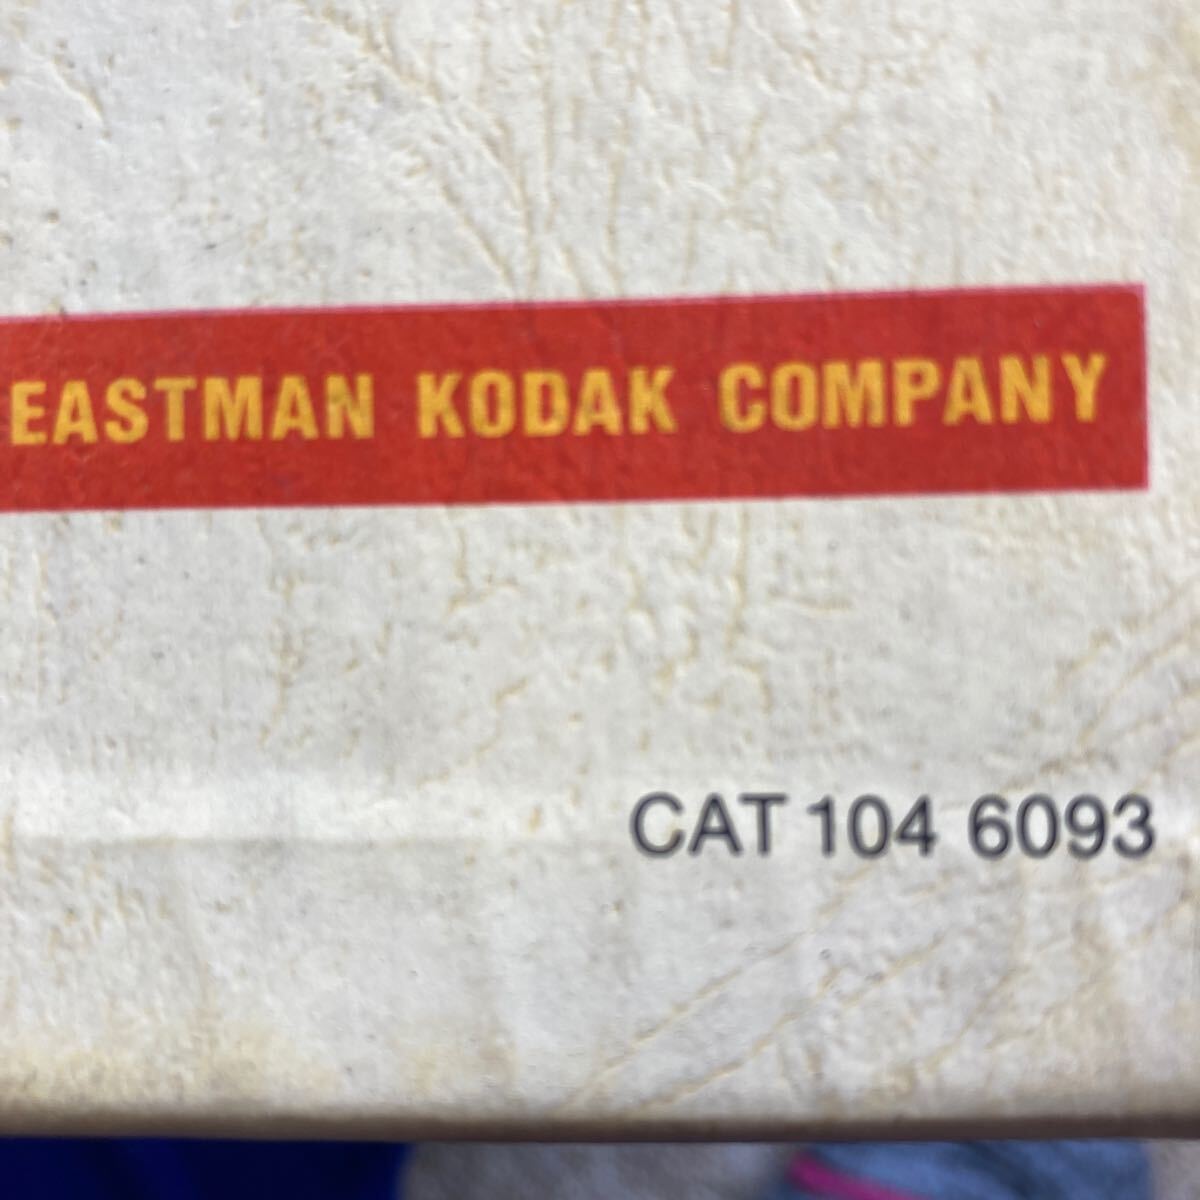 EASTMAN KODAK COMPANY
CAT 104 6093